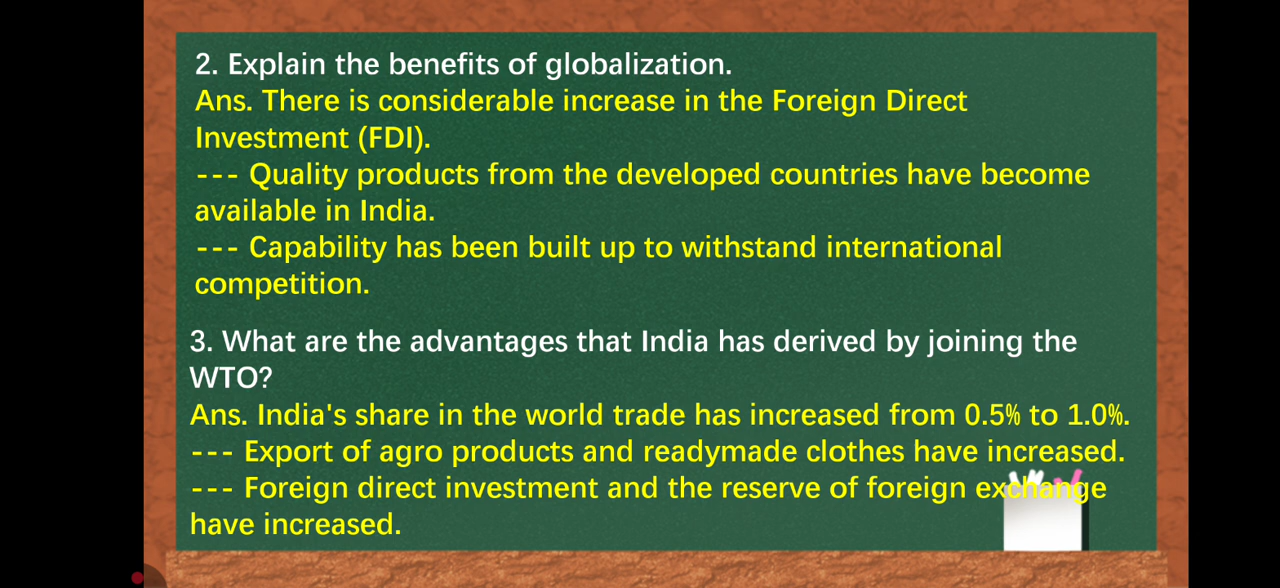 2. Explain the benefits of globalization.
Ans. There is considerable increase in the Foreign Direct
Investment (FDI).
--- Quality products from the developed countries have become
available in India.
--- Capability has been built up to withstand international
competition.
3. What are the advantages that India has derived by joining the
WTO?
Ans. India's share in the world trade has increased from 0.5% to 1.0%.
--- Export of agro products and readymade clothes have increased.
--- Foreign direct investment and the reserve of foreign exchange
have increased.